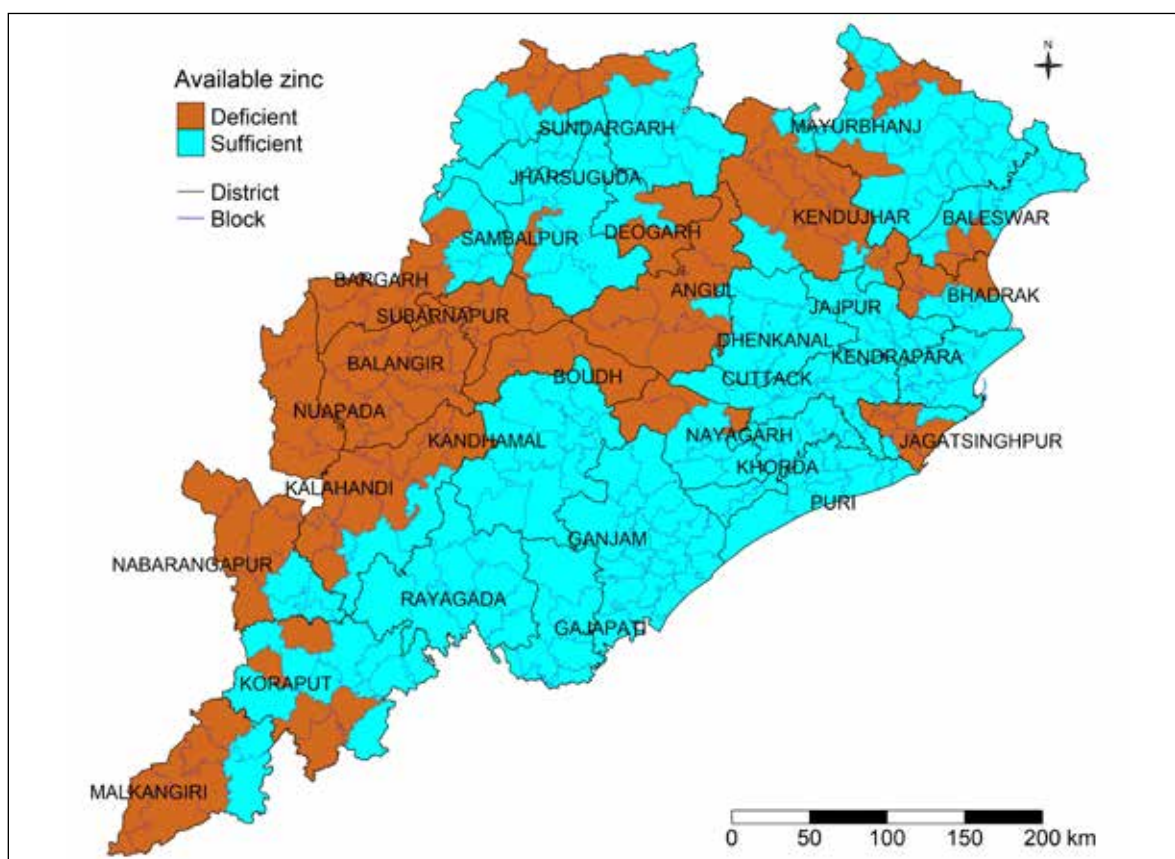 N
Available zinc
Deficient
Sufficient
District
Block
SUNDARGARH
MAYURBHANJ
JHARSUGUDA
KENDUJHAR
BALESWAR
SAMBALPUR
DEOGARH
BARGARH
ANGUL
BHADRAK
SUBARNAPUR
JAJPUR
DHENKANAL
BALANGIR
KENDRAPARA
BOUDH
CUTTACK
NUAPADA
KANDHAMAL
NAYAGARH
JAGATSINGHPUR
KHORDA
KALAHANDI
PURI
GANJAM
NABARANGAPUR
RAYAGADA
GAJAPATI
KORAPUT
MALKANGIRI
0 50 100 150 200 km